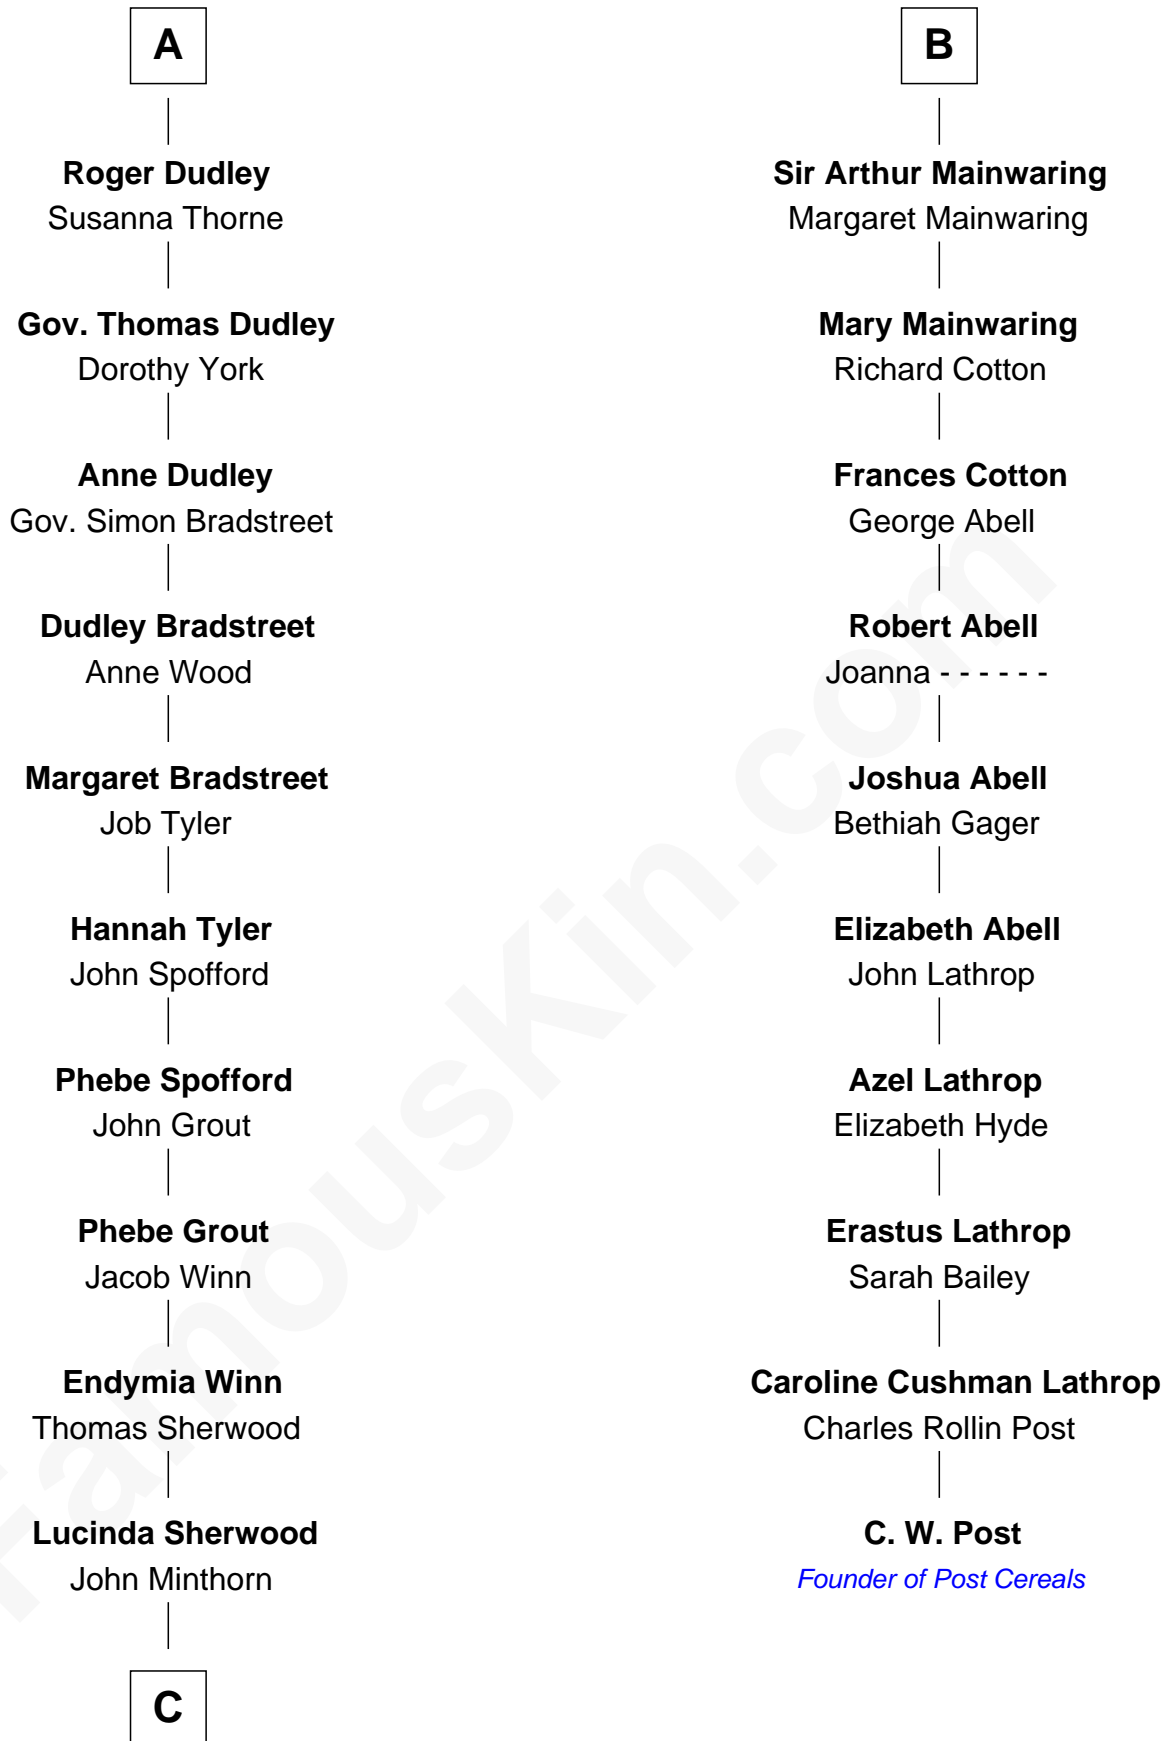 A
Roger Dudley
Susanna Thorne
Gov. Thomas Dudley
Dorothy York
Anne Dudley
Gov. Simon Bradstreet
Dudley Bradstreet
Anne Wood
Margaret Bradstreet
Job Tyler
Hannah Tyler
John Spofford
Phebe Spofford
John Grout
Phebe Grout
Jacob Winn
Endymia Winn
Thomas Sherwood
Lucinda Sherwood
John Minthorn
C
B
Sir Arthur Mainwaring
Margaret Mainwaring
Mary Mainwaring
Richard Cotton
Frances Cotton
George Abell
Robert Abell
Joanna - - - - - -
Joshua Abell
Bethiah Gager
Elizabeth Abell
John Lathrop
Azel Lathrop
Elizabeth Hyde
Erastus Lathrop
Sarah Bailey
Caroline Cushman Lathrop
Charles Rollin Post
C. W. Post
Founder of Post Cereals
FamousKin.com